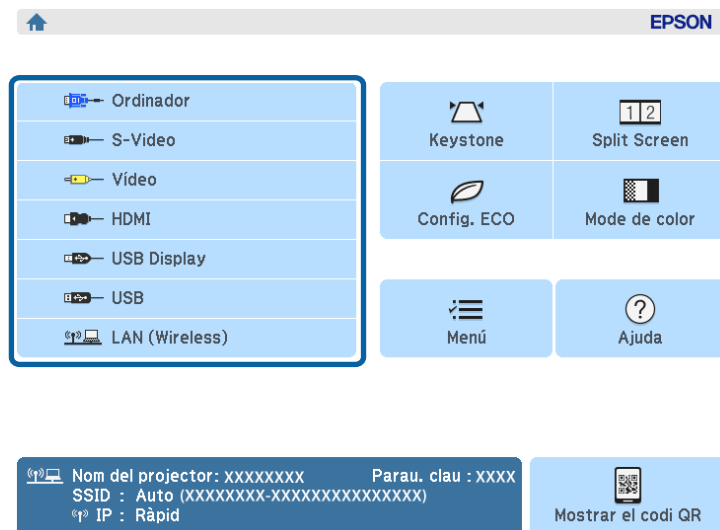 EPSON
Ordinador
S-Video
Vídeo
HDMI
USB Display
USB
LAN (Wireless)
Keystone
1 2
Split Screen
Config. ECO
Mode de color
Menú
?
Ajuda
Nom del projector: XXXXXXXX Parau. clau : XXXX
SSID : Auto (XXXXXXXX-XXXXXXXXXXXXXXX)
IP : Ràpid
Mostrar el codi QR